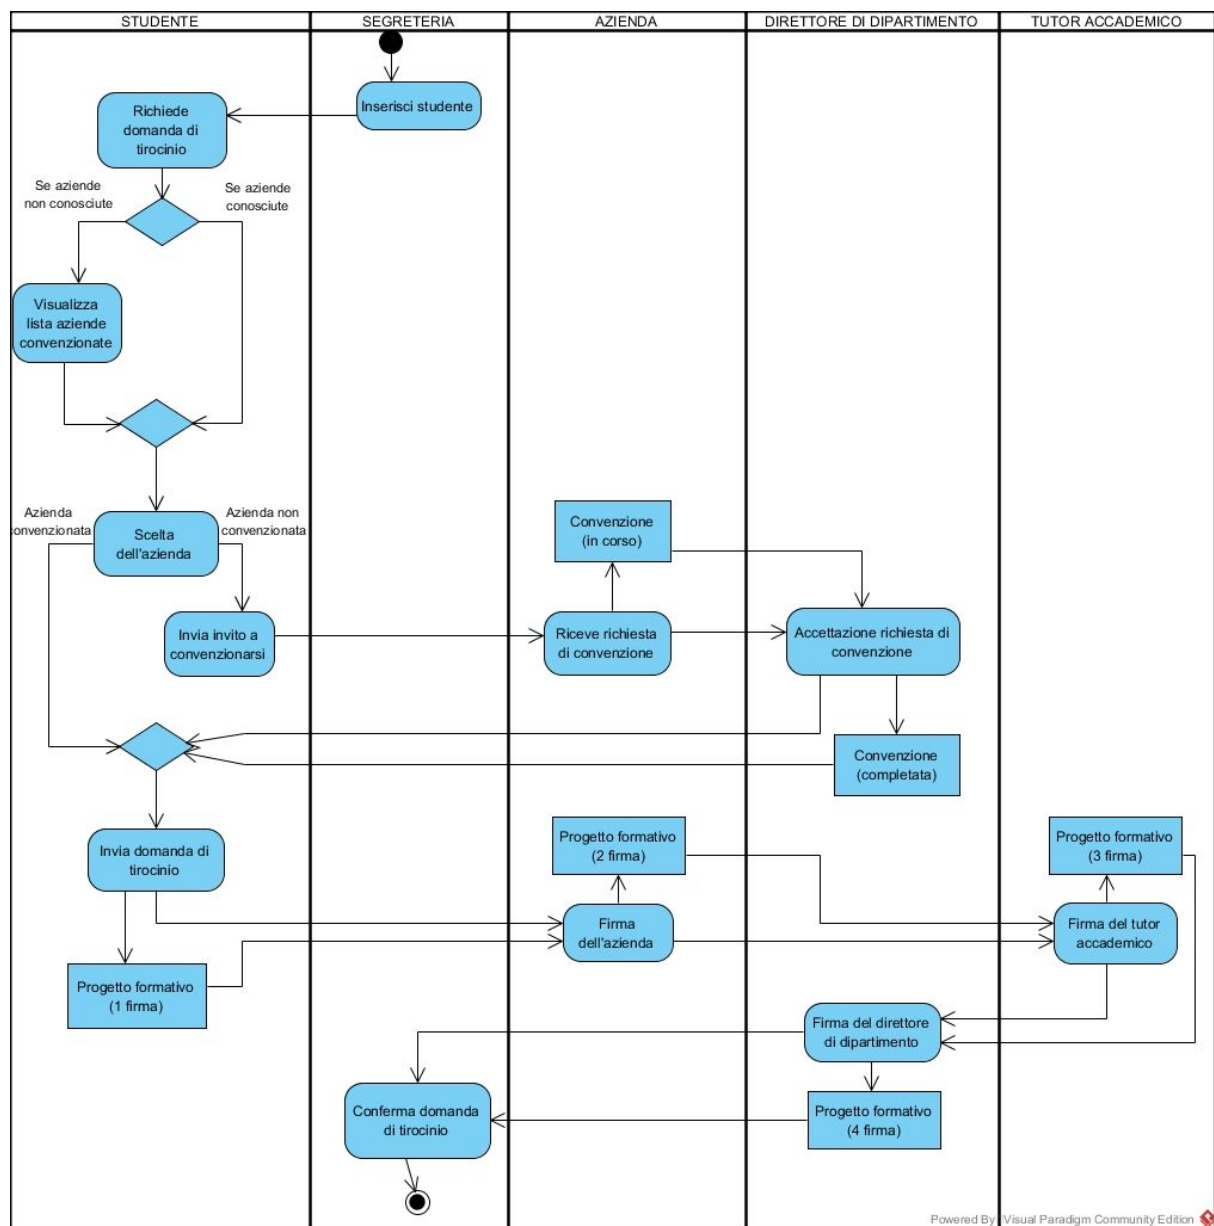 STUDENTE
SEGRETERIA
AZIENDA
DIRETTORE DI DIPARTIMENTO
TUTOR ACCADEMICO
Inserisci studente
Richiede
domanda di
tirocinio
Se aziende
non conosciute
Se aziende
conosciute
Visualizza
lista aziende
convenzionate
Azienda
convenzionata
Azienda non
convenzionata
Scelta
dell'azienda
Convenzione
(in corso)
Invia invito a
convenzionarsi
Riceve richiesta
di convenzione
Accettazione richiesta di
convenzione
Convenzione
(completata)
Invia domanda di
tirocinio
Progetto formativo
(2 firma)
Progetto formativo
(3 firma)
Firma
dell'azienda
Firma del tutor
accademico
Progetto formativo
(1 firma)
Firma del direttore
di dipartimento
Conferma domanda
di tirocinio
Progetto formativo
(4 firma)
Powered By Visual Paradigm Community Edition